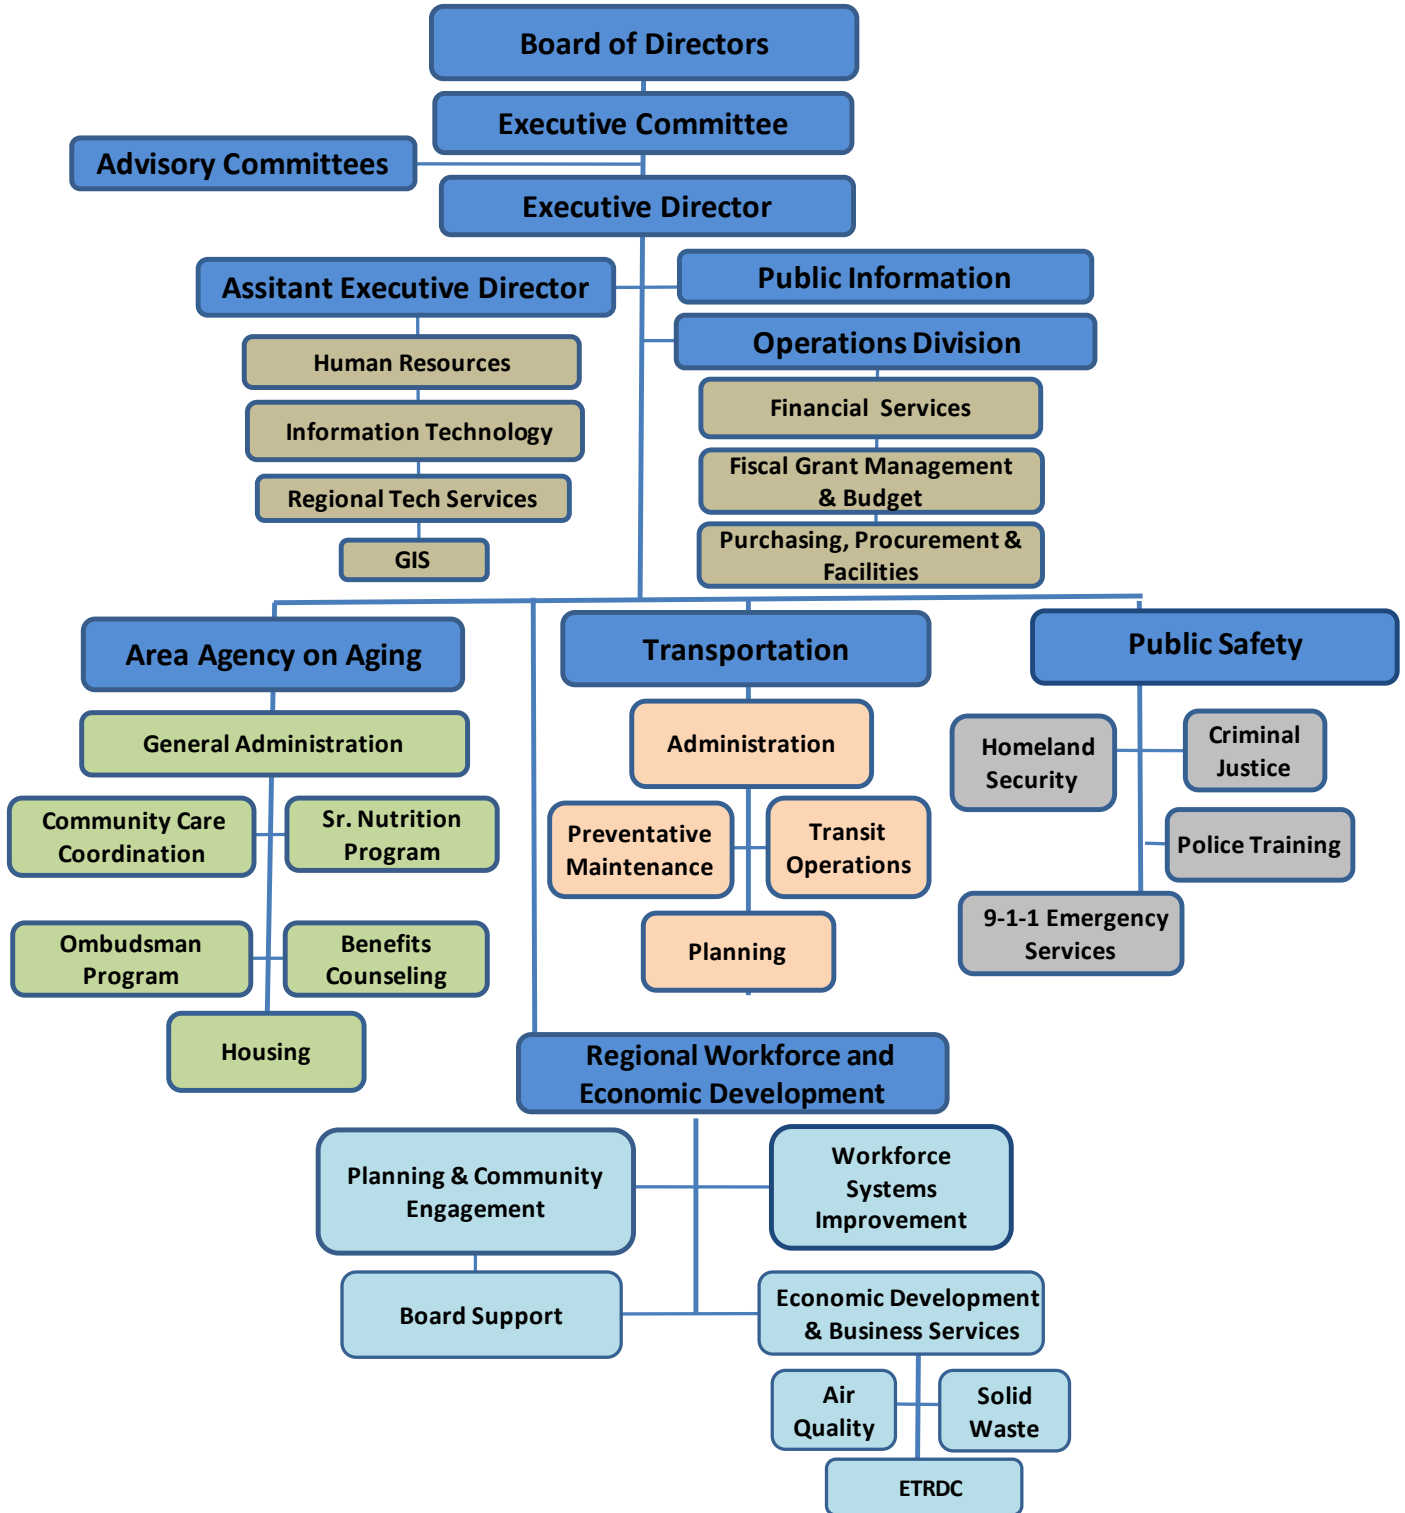 Board of Directors
Executive Committee
Advisory Committees
Executive Director
Assitant Executive Director
Public Information
Operations Division
Human Resources
Information Technology
Regional Tech Services
GIS
Financial Services
Fiscal Grant Management
& Budget
Purchasing, Procurement &
Facilities
Area Agency on Aging
General Administration
Community Care
Coordination
Sr. Nutrition
Program
Ombudsman
Program
Benefits
Counseling
Housing
Transportation
Administration
Preventative
Maintenance
Transit
Operations
Planning
Public Safety
Homeland
Security
Criminal
Justice
Police Training
9-1-1 Emergency
Services
Regional Workforce and
Economic Development
Planning & Community
Engagement
Workforce
Systems
Improvement
Board Support
Economic Development
& Business Services
Air
Quality
Solid
Waste
ETRDC